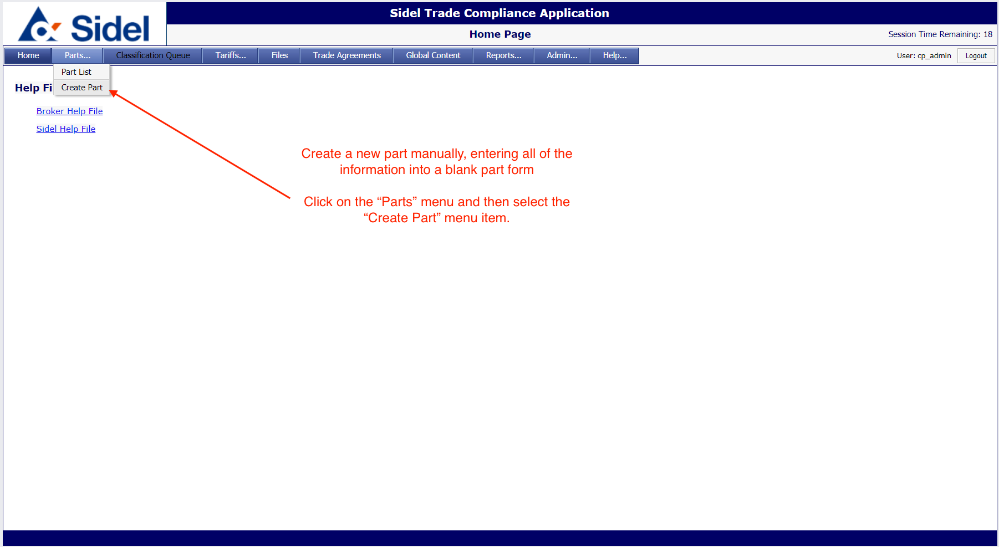 Sidel
Sidel Trade Compliance Application
Home Page
Session Time Remaining: 18
Home Parts... Classification Queue Tariffs... Files Trade Agreements Global Content Reports... Admin... Help... User: cp_admin Logout
Part List
Create Part
Help Fi
Broker Help File
Sidel Help File
Create a new part manually, entering all of the
information into a blank part form
Click on the “Parts” menu and then select the
“Create Part” menu item.